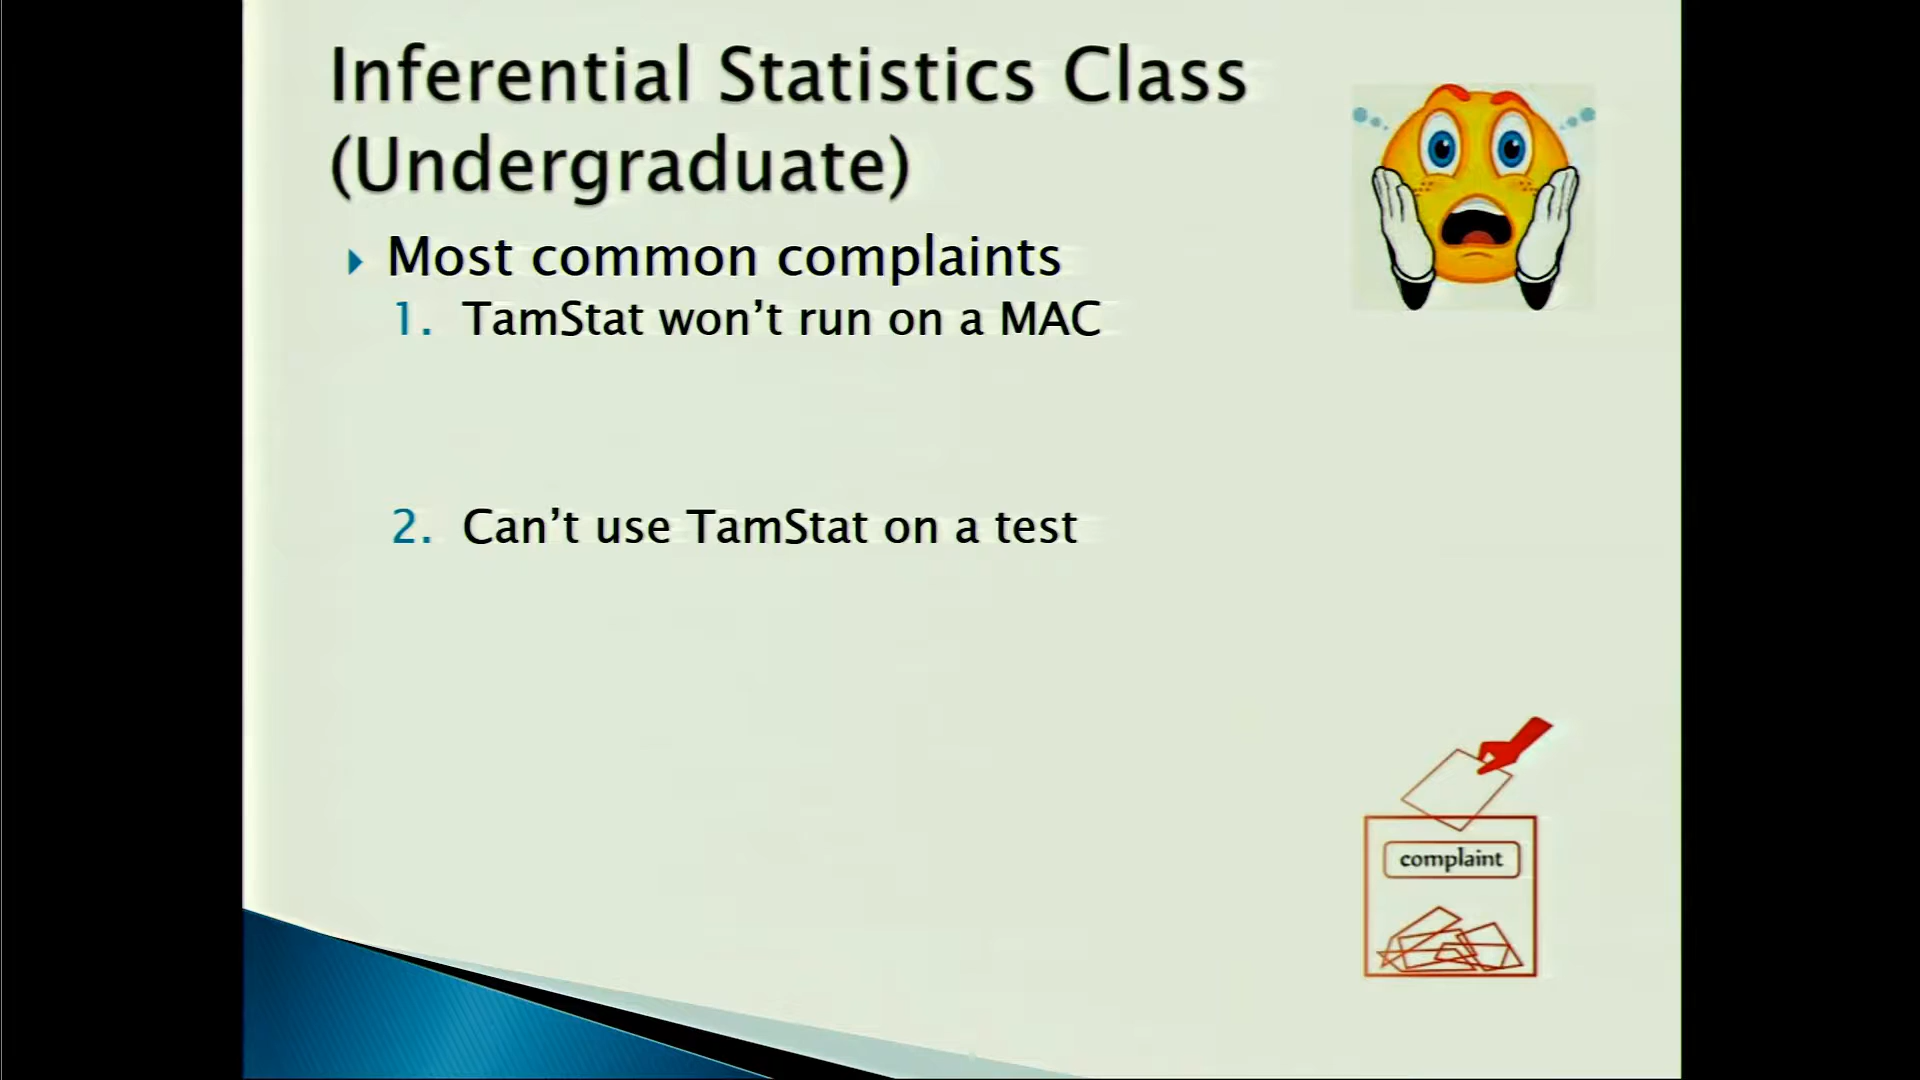 Inferential Statistics Class
(Undergraduate)
Most common complaints
1. TamStat won’t run on a MAC
2. Can’t use TamStat on a test
complaint